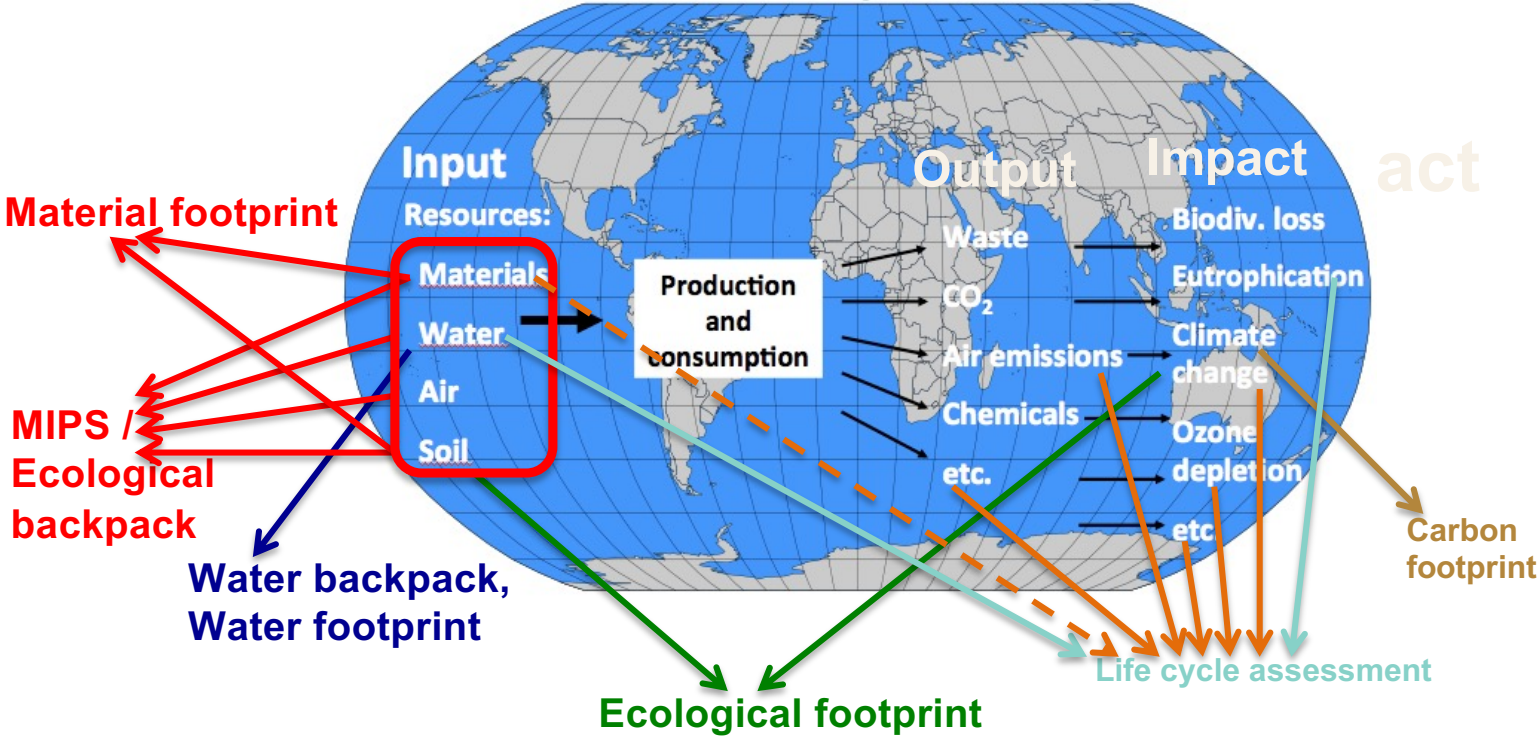 Input
Output
Impact
act
Material footprint
Resources:
Materials
Water
Air
Soil
Production
and
consumption
Waste
CO₂
Air emissions
Chemicals
etc.
Biodiv. loss
Eutrophication
Climate
change
Ozone
depletion
etc.
MIPS /
Ecological
backpack
Water backpack,
Water footprint
Carbon
footprint
Life cycle assessment
Ecological footprint